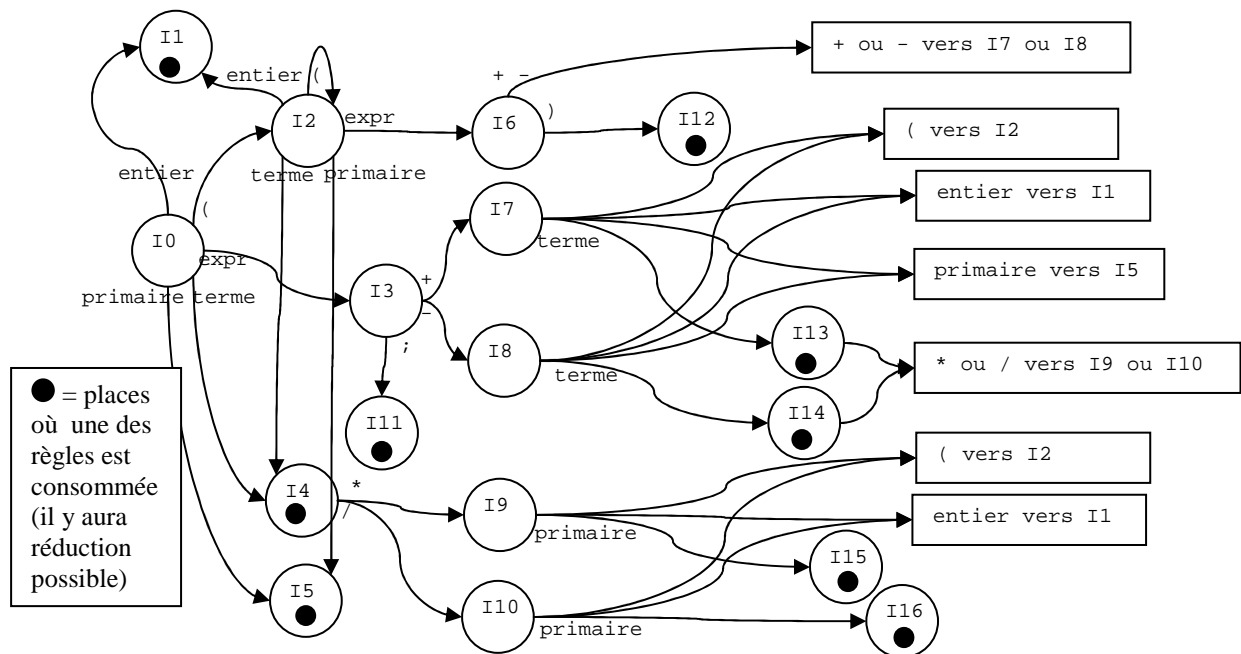 I1
+ ou - vers I7 ou I8
entier
(
+ -
I2
expr
I6
)
I12
( vers I2
terme
primaire
entier
(
I7
entier vers I1
I0
expr
terme
primaire vers I5
primaire
terme
I3
+
-
I13
;
I8
terme
* ou / vers I9 ou I10
= places
où une des
règles est
consommée
(il y aura
réduction
possible)
I11
I14
( vers I2
I4
*
/
I9
primaire
entier vers I1
I15
I5
I10
primaire
I16